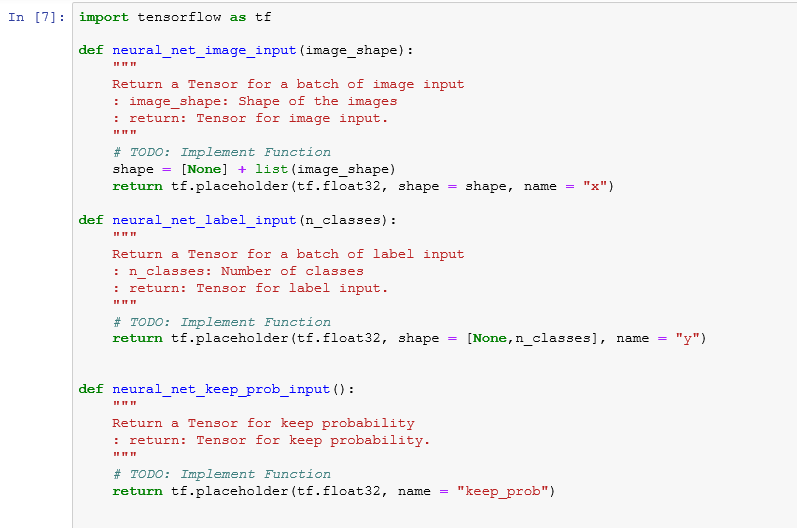 In [7]: import tensorflow as tf
def neural_net_image_input(image_shape):
    """
    Return a Tensor for a batch of image input
    : image_shape: Shape of the images
    : return: Tensor for image input.
    """
    # TODO: Implement Function
    shape = [None] + list(image_shape)
    return tf.placeholder(tf.float32, shape = shape, name = "x")
def neural_net_label_input(n_classes):
    """
    Return a Tensor for a batch of label input
    : n_classes: Number of classes
    : return: Tensor for label input.
    """
    # TODO: Implement Function
    return tf.placeholder(tf.float32, shape = [None,n_classes], name = "y")
def neural_net_keep_prob_input():
    """
    Return a Tensor for keep probability
    : return: Tensor for keep probability.
    """
    # TODO: Implement Function
    return tf.placeholder(tf.float32, name = "keep_prob")